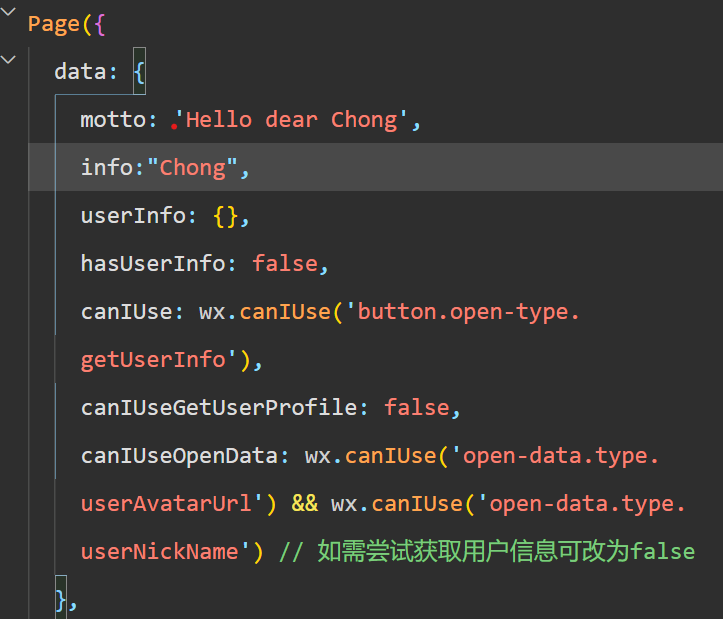 Page({
data: {
motto: 'Hello dear Chong',
info:"Chong",
userInfo: {},
hasUserInfo: false,
canIUse: wx.canIUse('button.open-type.
getUserInfo'),
canIUseGetUserProfile: false,
canIUseOpenData: wx.canIUse('open-data.type.
userAvatarUrl') && wx.canIUse('open-data.type.
userNickName') // 如需尝试获取用户信息可改为false
},